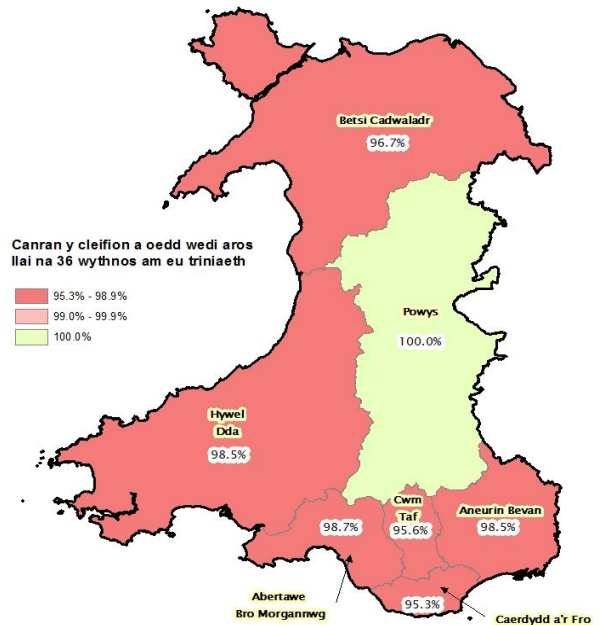 Betsi Cadwaladr
96.7%
Canran y cleifion a oedd wedi aros
llai na 36 wythnos am eu triniaeth
95.3% - 98.9%
99.0% - 99.9%
100.0%
Powys
100.0%
Hywel
Dda
98.5%
98.7%
Cwm
Taf
95.6%
Aneurin Bevan
98.5%
Abertawe
Bro Morgannwg
95.3%
Caerdydd a'r Fro